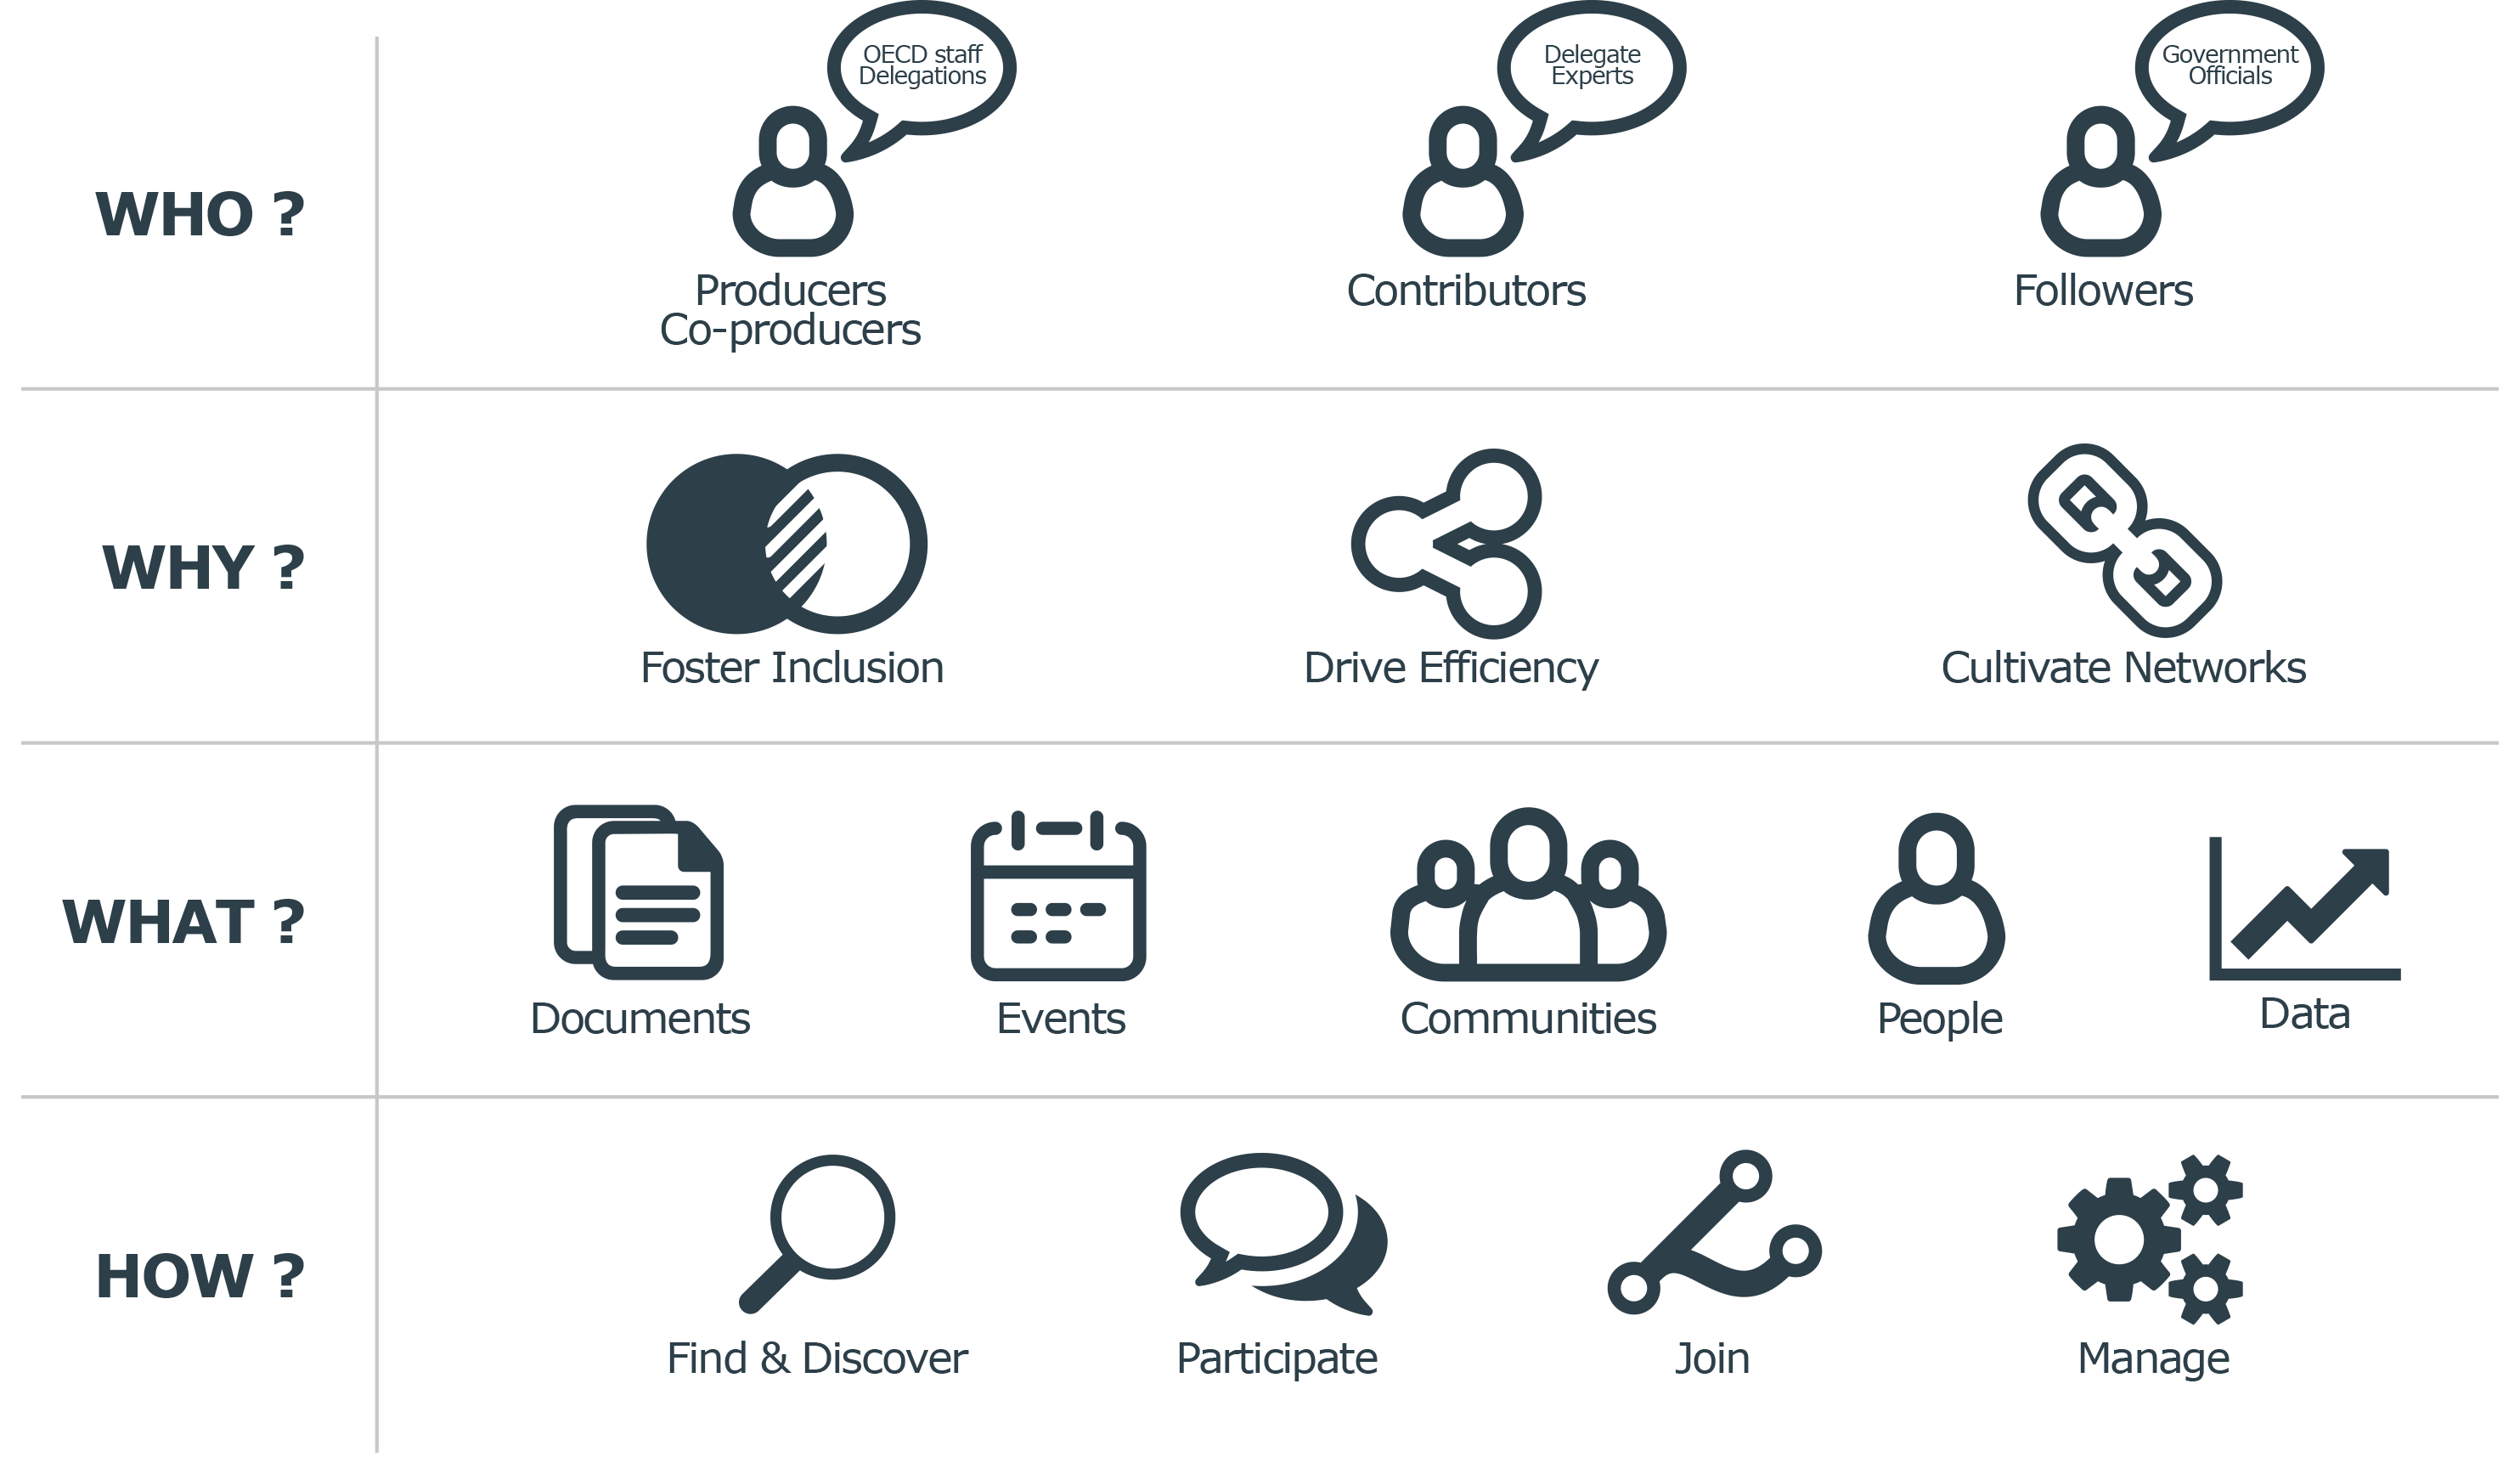 WHO ?
OECD staff
Delegations
Producers
Co-producers
Delegate
Experts
Contributors
Government
Officials
Followers
WHY ?
Foster Inclusion
Drive Efficiency
Cultivate Networks
WHAT ?
Documents
Events
Communities
People
Data
HOW ?
Find & Discover
Participate
Join
Manage